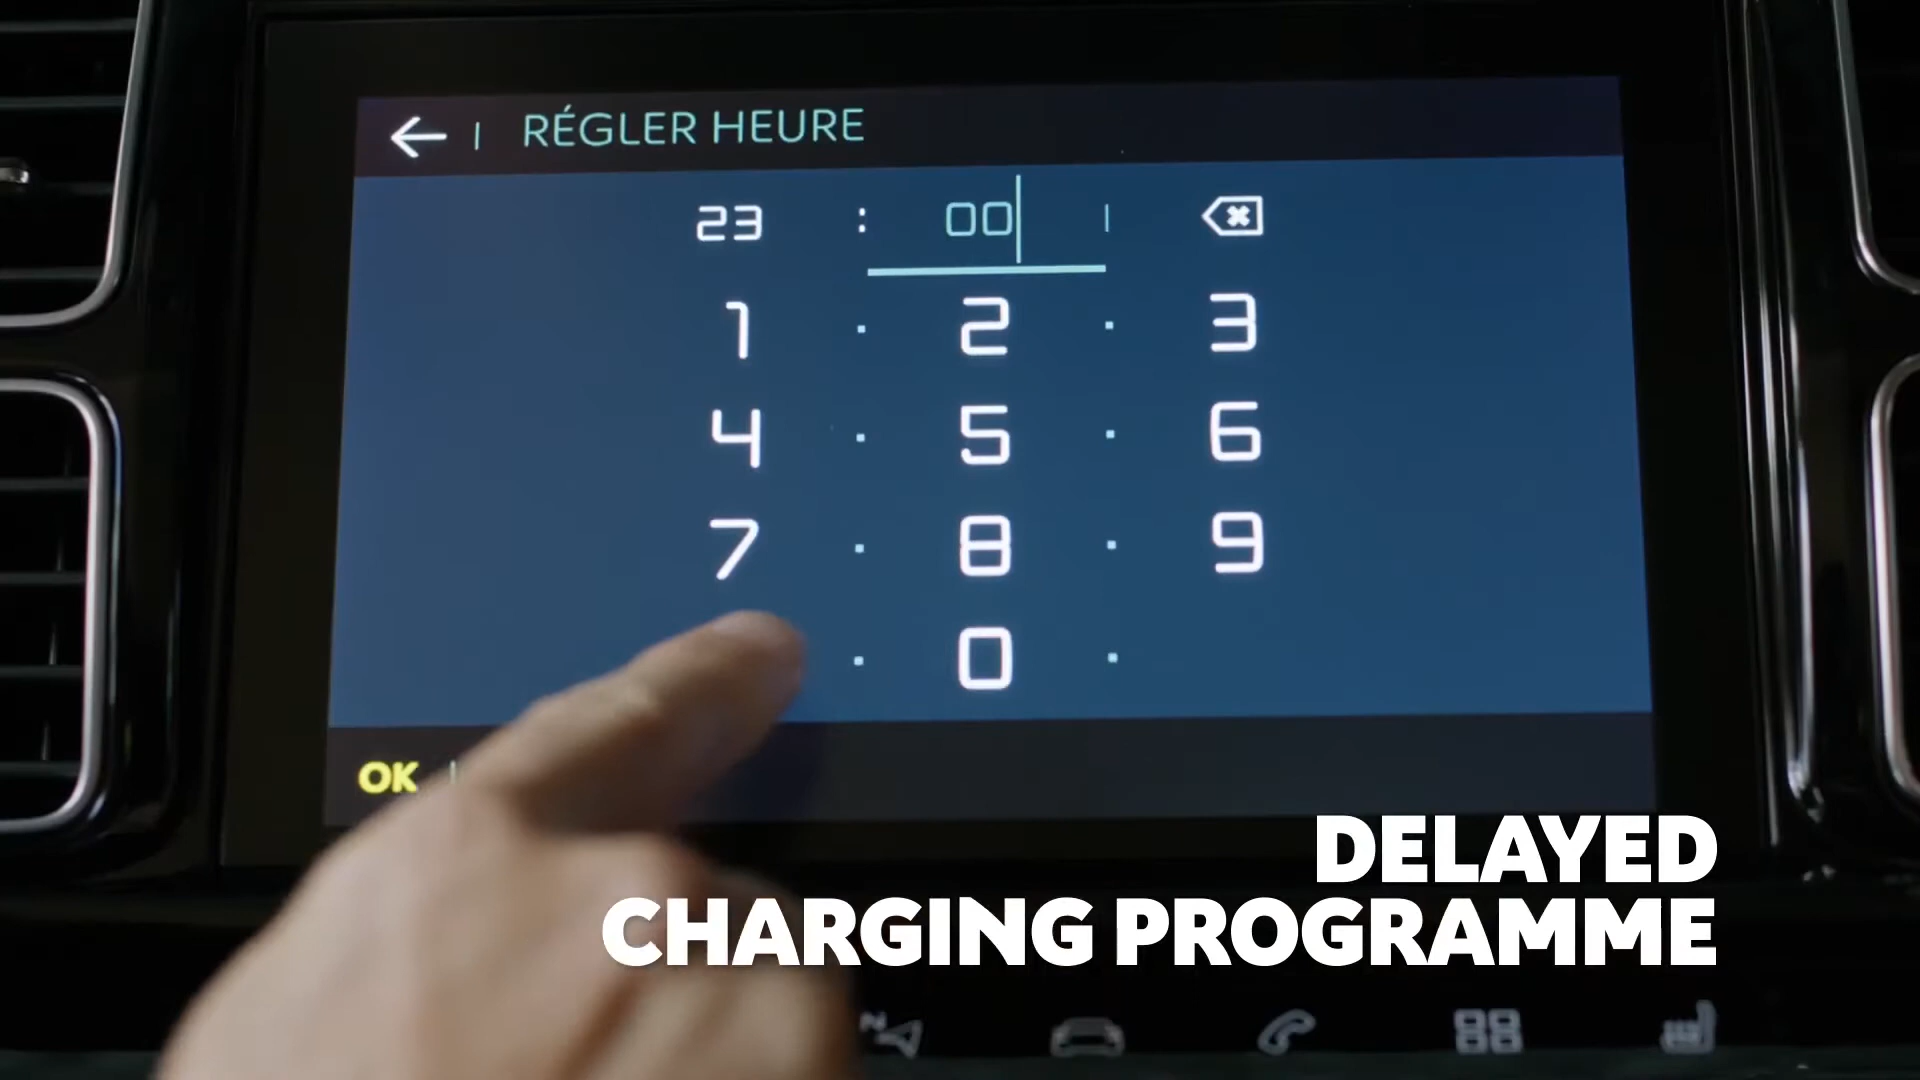 RÉGLER HEURE
23 : 00
1 · 2 · 3
4 · 5 · 6
7 · 8 · 9
· 0 ·
OK
DELAYED
CHARGING PROGRAMME
N